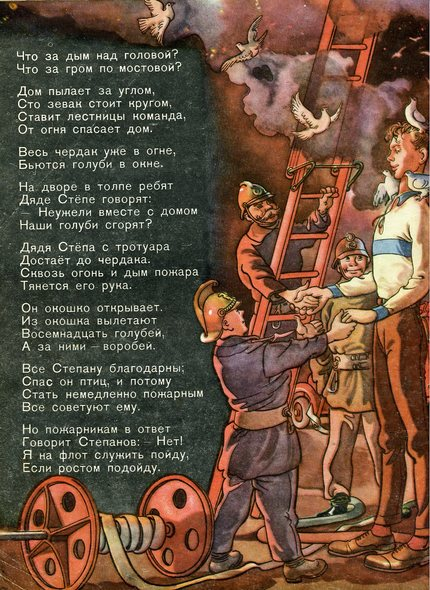 Что за дым над головой?
Что за гром по мостовой?
Дом пылает за углом,
Сто зевак стоит кругом,
Ставит лестницы команда,
От огня спасает дом.
Весь чердак уже в огне,
Бьются голуби в окне.
На дворе в толпе ребят
Дяде Стёпе говорят:
— Неужели вместе с домом
Наши голуби сгорят?
Дядя Стёпа с тротуара
Достаёт до чердака.
Сквозь огонь и дым пожара
Тянется его рука.
Он окошко открывает.
Из окошка вылетают
Восемнадцать голубей,
А за ними — воробей.
Все Степану благодарны;
Спас он птиц, и потому
Стать немедленно пожарным
Все советуют ему.
Но пожарникам в ответ
Говорит Степанов: — Нет!
Я на флот служить пойду,
Если ростом подойду.